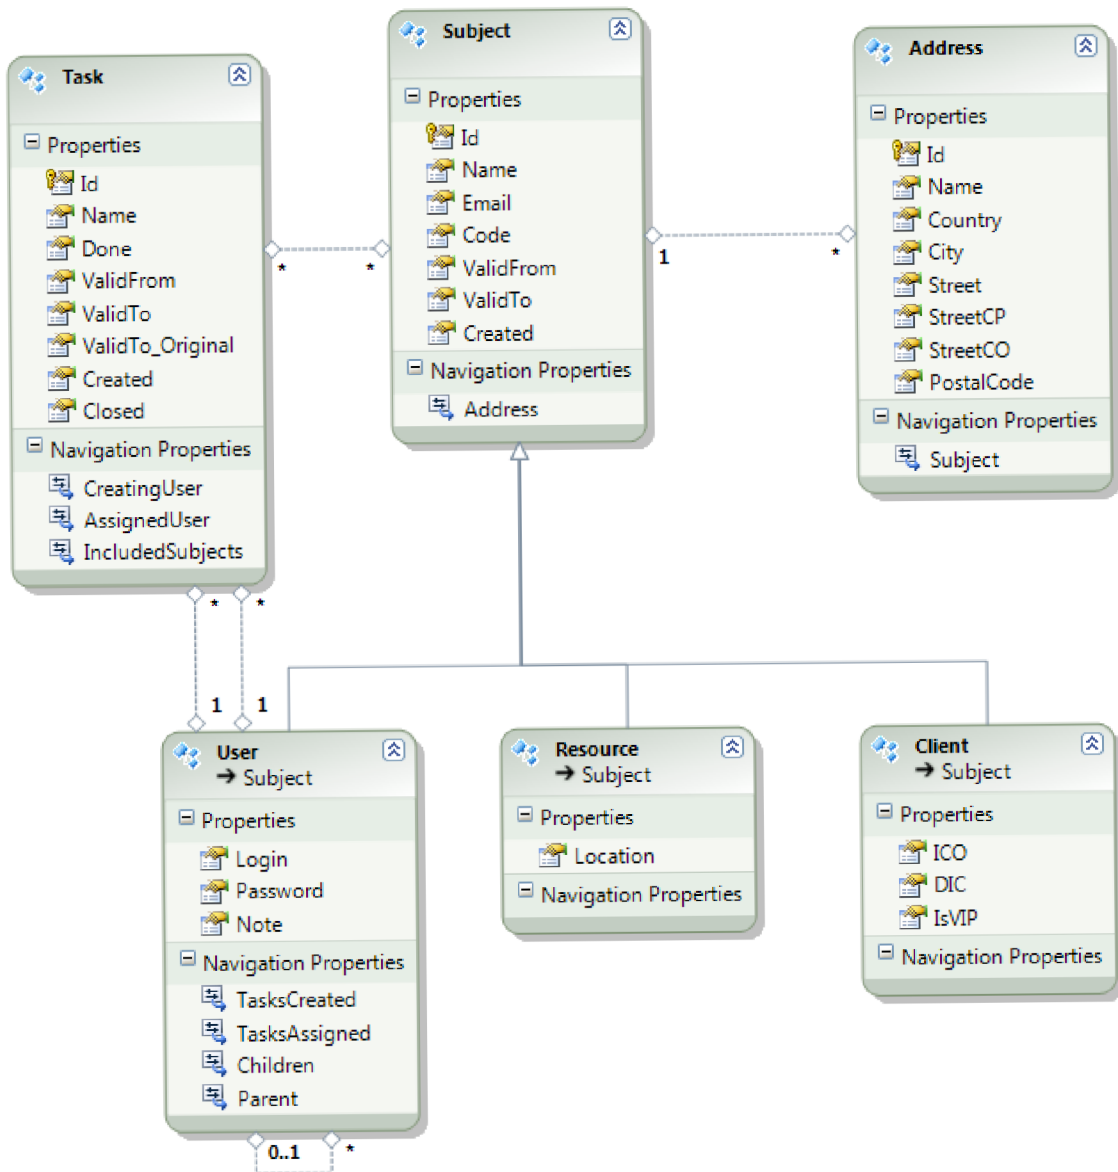 Task
Properties
Id
Name
Done
ValidFrom
ValidTo
ValidTo_Original
Created
Closed
Navigation Properties
CreatingUser
AssignedUser
IncludedSubjects
Subject
Properties
Id
Name
Email
Code
ValidFrom
ValidTo
Created
Navigation Properties
Address
Address
Properties
Id
Name
Country
City
Street
StreetCP
StreetCO
PostalCode
Navigation Properties
Subject
* *
1 *
* *
1 1
User
→ Subject
Properties
Login
Password
Note
Navigation Properties
TasksCreated
TasksAssigned
Children
Parent
0..1 *
Resource
→ Subject
Properties
Location
Navigation Properties
Client
→ Subject
Properties
ICO
DIC
IsVIP
Navigation Properties